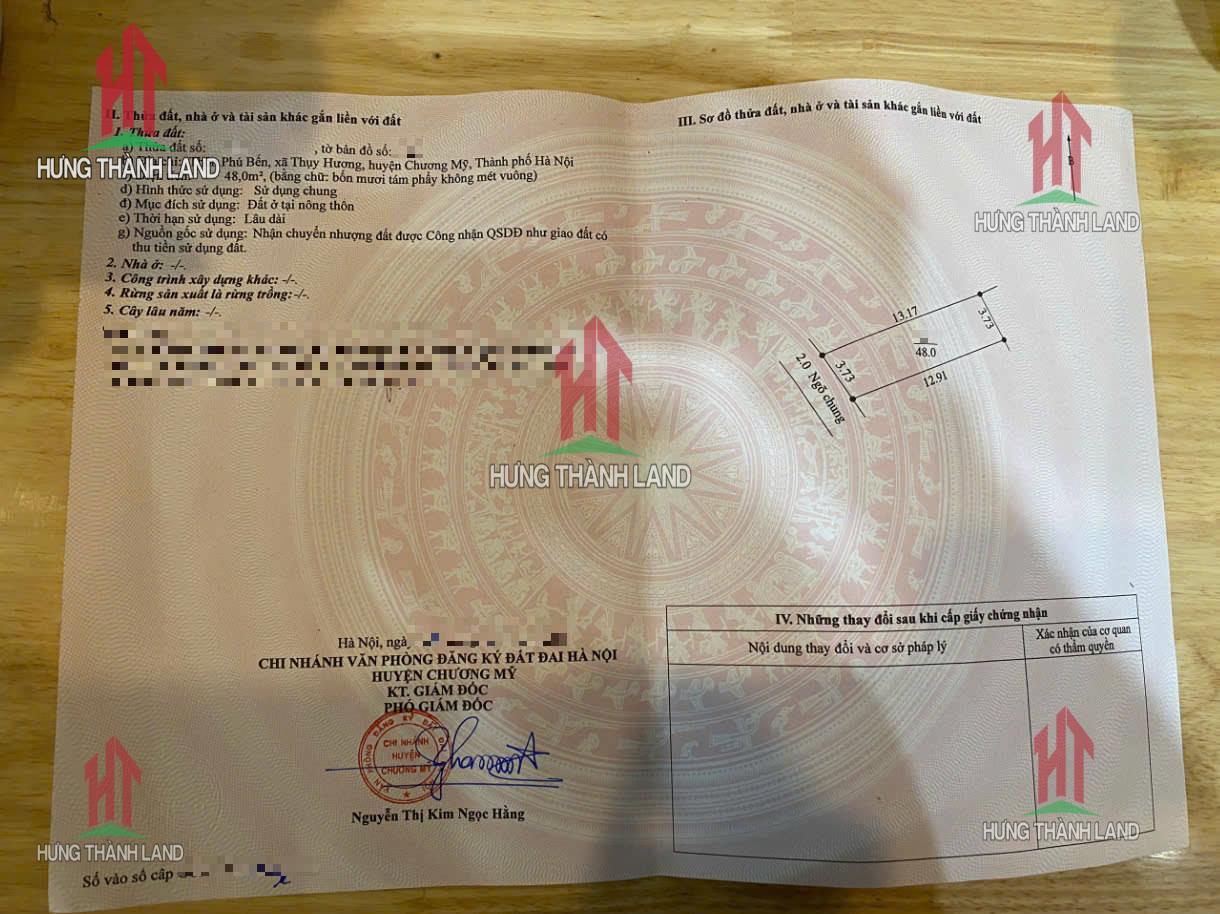 II. Thửa đất, nhà ở và tài sản khác gắn liền với đất
1. Thửa đất:
a) Thửa đất số: , tờ bản đồ số:
Phú Bến, xã Thụy Hương, huyện Chương Mỹ, Thành phố Hà Nội
48,0m², (bằng chữ: bốn mươi tám phẩy không mét vuông)
d) Hình thức sử dụng: Sử dụng chung
đ) Mục đích sử dụng: Đất ở tại nông thôn
e) Thời hạn sử dụng: Lâu dài
g) Nguồn gốc sử dụng: Nhận chuyển nhượng đất được Công nhận QSDĐ như giao đất có
thu tiền sử dụng đất.
2. Nhà ở: -/-.
3. Công trình xây dựng khác: -/-.
4. Rừng sản xuất là rừng trồng: -/-.
5. Cây lâu năm: -/-.
Hà Nội, ngà
CHI NHÁNH VĂN PHÒNG ĐĂNG KÝ ĐẤT ĐAI HÀ NỘI
HUYỆN CHƯƠNG MỸ
KT. GIÁM ĐỐC
PHÓ GIÁM ĐỐC
VĂN PHÒNG ĐĂNG KÝ ĐẤT ĐAI HÀ NỘI
CHI NHÁNH
HUYỆN
CHƯƠNG MỸ
Nguyễn Thị Kim Ngọc Hằng
Số vào sổ cấp
III. Sơ đồ thửa đất, nhà ở và tài sản khác gắn liền với đất
B
13.17
3.73
48.0
3.73
12.91
2.0 Ngõ chung
IV. Những thay đổi sau khi cấp giấy chứng nhận
Nội dung thay đổi và cơ sở pháp lý
Xác nhận của cơ quan
có thẩm quyền
HƯNG THÀNH LAND
HƯNG THÀNH LAND
HƯNG THÀNH LAND
HƯNG THÀNH LAND
HƯNG THÀNH LAND